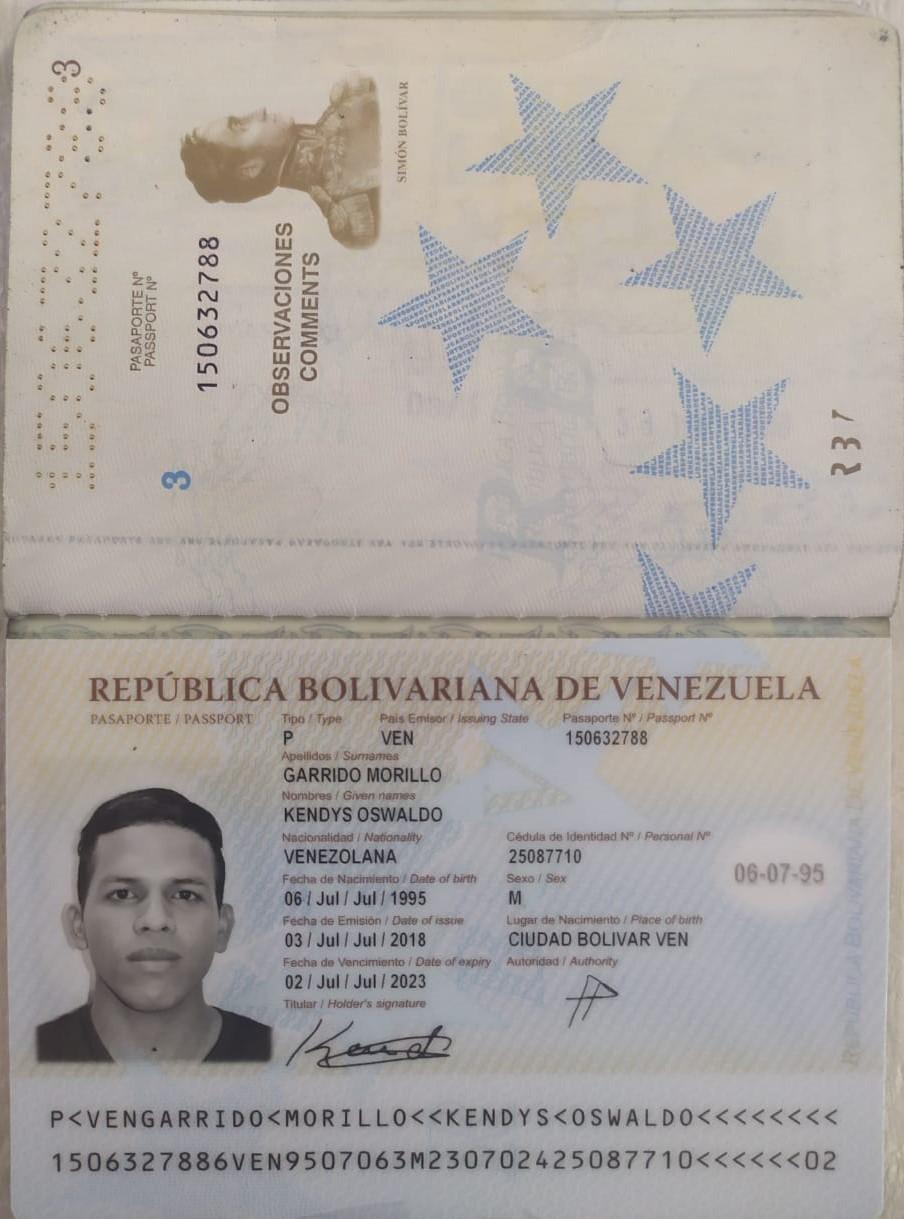 3
SIMÓN BOLÍVAR
PASAPORTE Nº
PASSPORT Nº
150632788
OBSERVACIONES
COMMENTS
3
REPÚBLICA BOLIVARIANA DE VENEZUELA
PASAPORTE / PASSPORT
Tipo / Type
País Emisor / Issuing State
Pasaporte Nº / Passport Nº
P
VEN
150632788
Apellidos / Surnames
GARRIDO MORILLO
Nombres / Given names
KENDYS OSWALDO
Nacionalidad / Nationality
Cédula de Identidad Nº / Personal Nº
VENEZOLANA
25087710
06-07-95
Fecha de Nacimiento / Date of birth
Sexo / Sex
06 / Jul / Jul / 1995
M
Fecha de Emisión / Date of issue
Lugar de Nacimiento / Place of birth
03 / Jul / Jul / 2018
CIUDAD BOLIVAR VEN
Fecha de Vencimiento / Date of expiry
Autoridad / Authority
02 / Jul / Jul / 2023
Titular / Holder's signature
P<VENGARRIDO<MORILLO<<KENDYS<OSWALDO<<<<<<<<
1506327886VEN9507063M230702425087710<<<<<<02